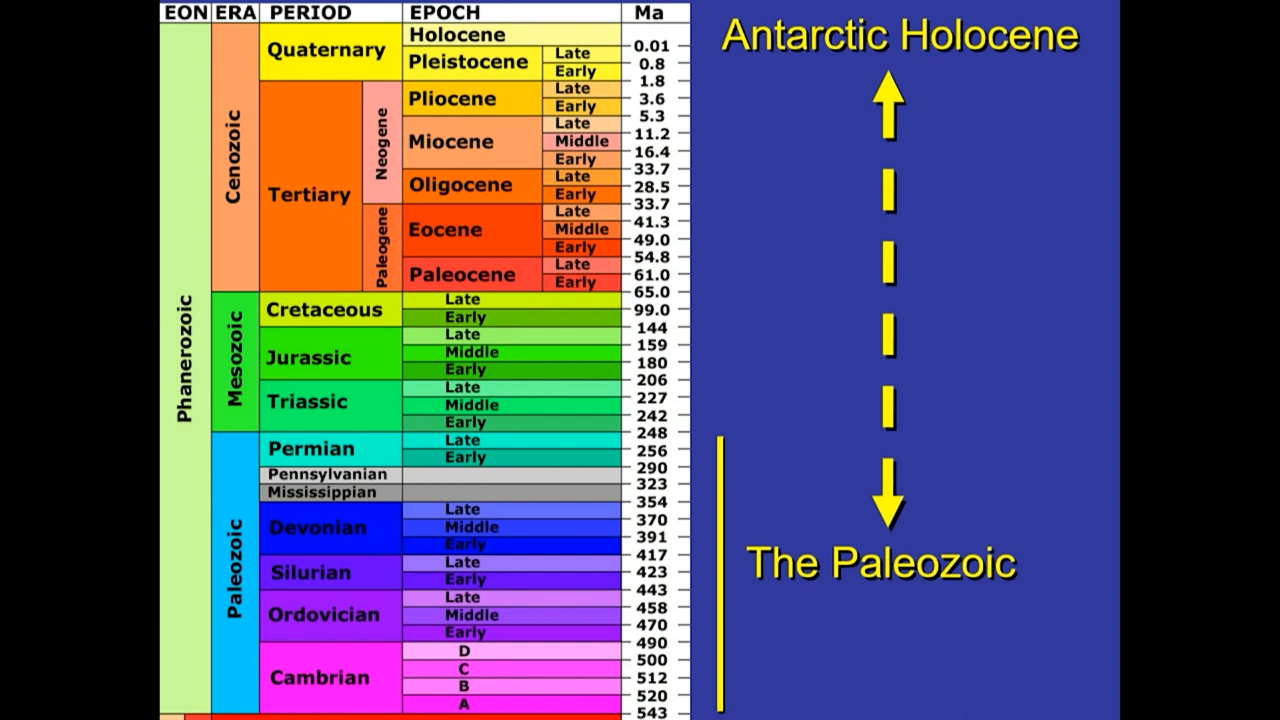 EON ERA PERIOD EPOCH Ma
Antarctic Holocene
Phanerozoic
Cenozoic
Quaternary
Holocene
0.01
Pleistocene
Late
0.8
Early
1.8
Tertiary
Neogene
Pliocene
Late
3.6
Early
5.3
Miocene
Late
11.2
Middle
16.4
Early
33.7
Oligocene
Late
28.5
Early
33.7
Paleogene
Eocene
Late
41.3
Middle
49.0
Early
54.8
Paleocene
Late
61.0
Early
65.0
Mesozoic
Cretaceous
Late
99.0
Early
144
Jurassic
Late
159
Middle
180
Early
206
Triassic
Late
227
Middle
242
Early
248
Paleozoic
Permian
Late
256
Early
290
Pennsylvanian
323
Mississippian
354
Devonian
Late
370
Middle
391
Early
417
Silurian
Late
423
Early
443
Ordovician
Late
458
Middle
470
Early
490
Cambrian
D
500
C
512
B
520
A
543
The Paleozoic